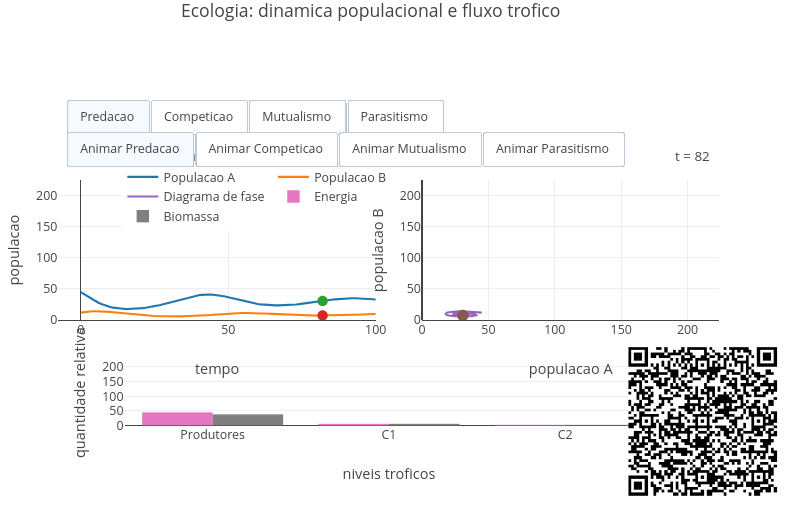 Ecologia: dinamica populacional e fluxo trofico
Predacao
Competicao
Mutualismo
Parasitismo
Animar Predacao
Animar Competicao
Animar Mutualismo
Animar Parasitismo
t = 82
Populacao A
Populacao B
Diagrama de fase
Energia
Biomassa
populacao
200
150
100
50
0
0
50
100
tempo
populacao B
200
150
100
50
0
0
50
100
150
200
populacao A
quantidade relativa
200
150
100
50
0
Produtores
C1
C2
niveis troficos